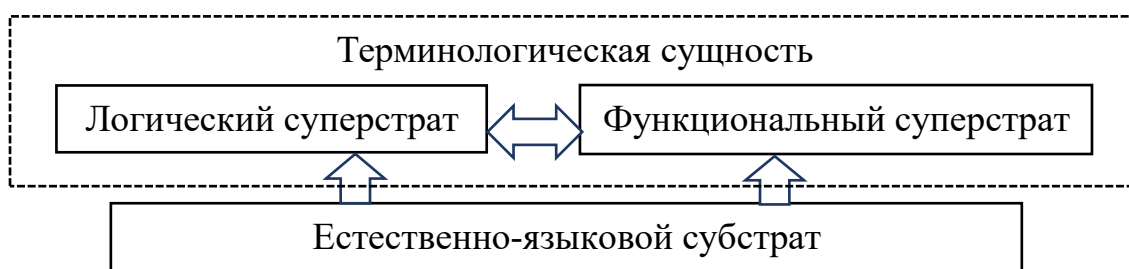 Терминологическая сущность
Логический суперстрат
Функциональный суперстрат
Естественно-языковой субстрат